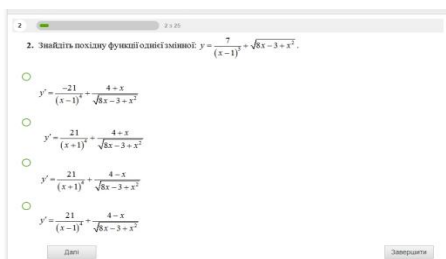 2 2 з 25
2. Знайдіть похідну функції однієї змінної: y = 7/(x−1)³ + √(8x−3+x²).
y' = −21/(x−1)⁴ + (4+x)/√(8x−3+x²)
y' = 21/(x+1)⁴ + (4+x)/√(8x−3+x²)
y' = 21/(x+1)⁴ + (4−x)/√(8x−3+x²)
y' = 21/(x−1)⁴ + (4−x)/√(8x−3+x²)
Далі Завершити